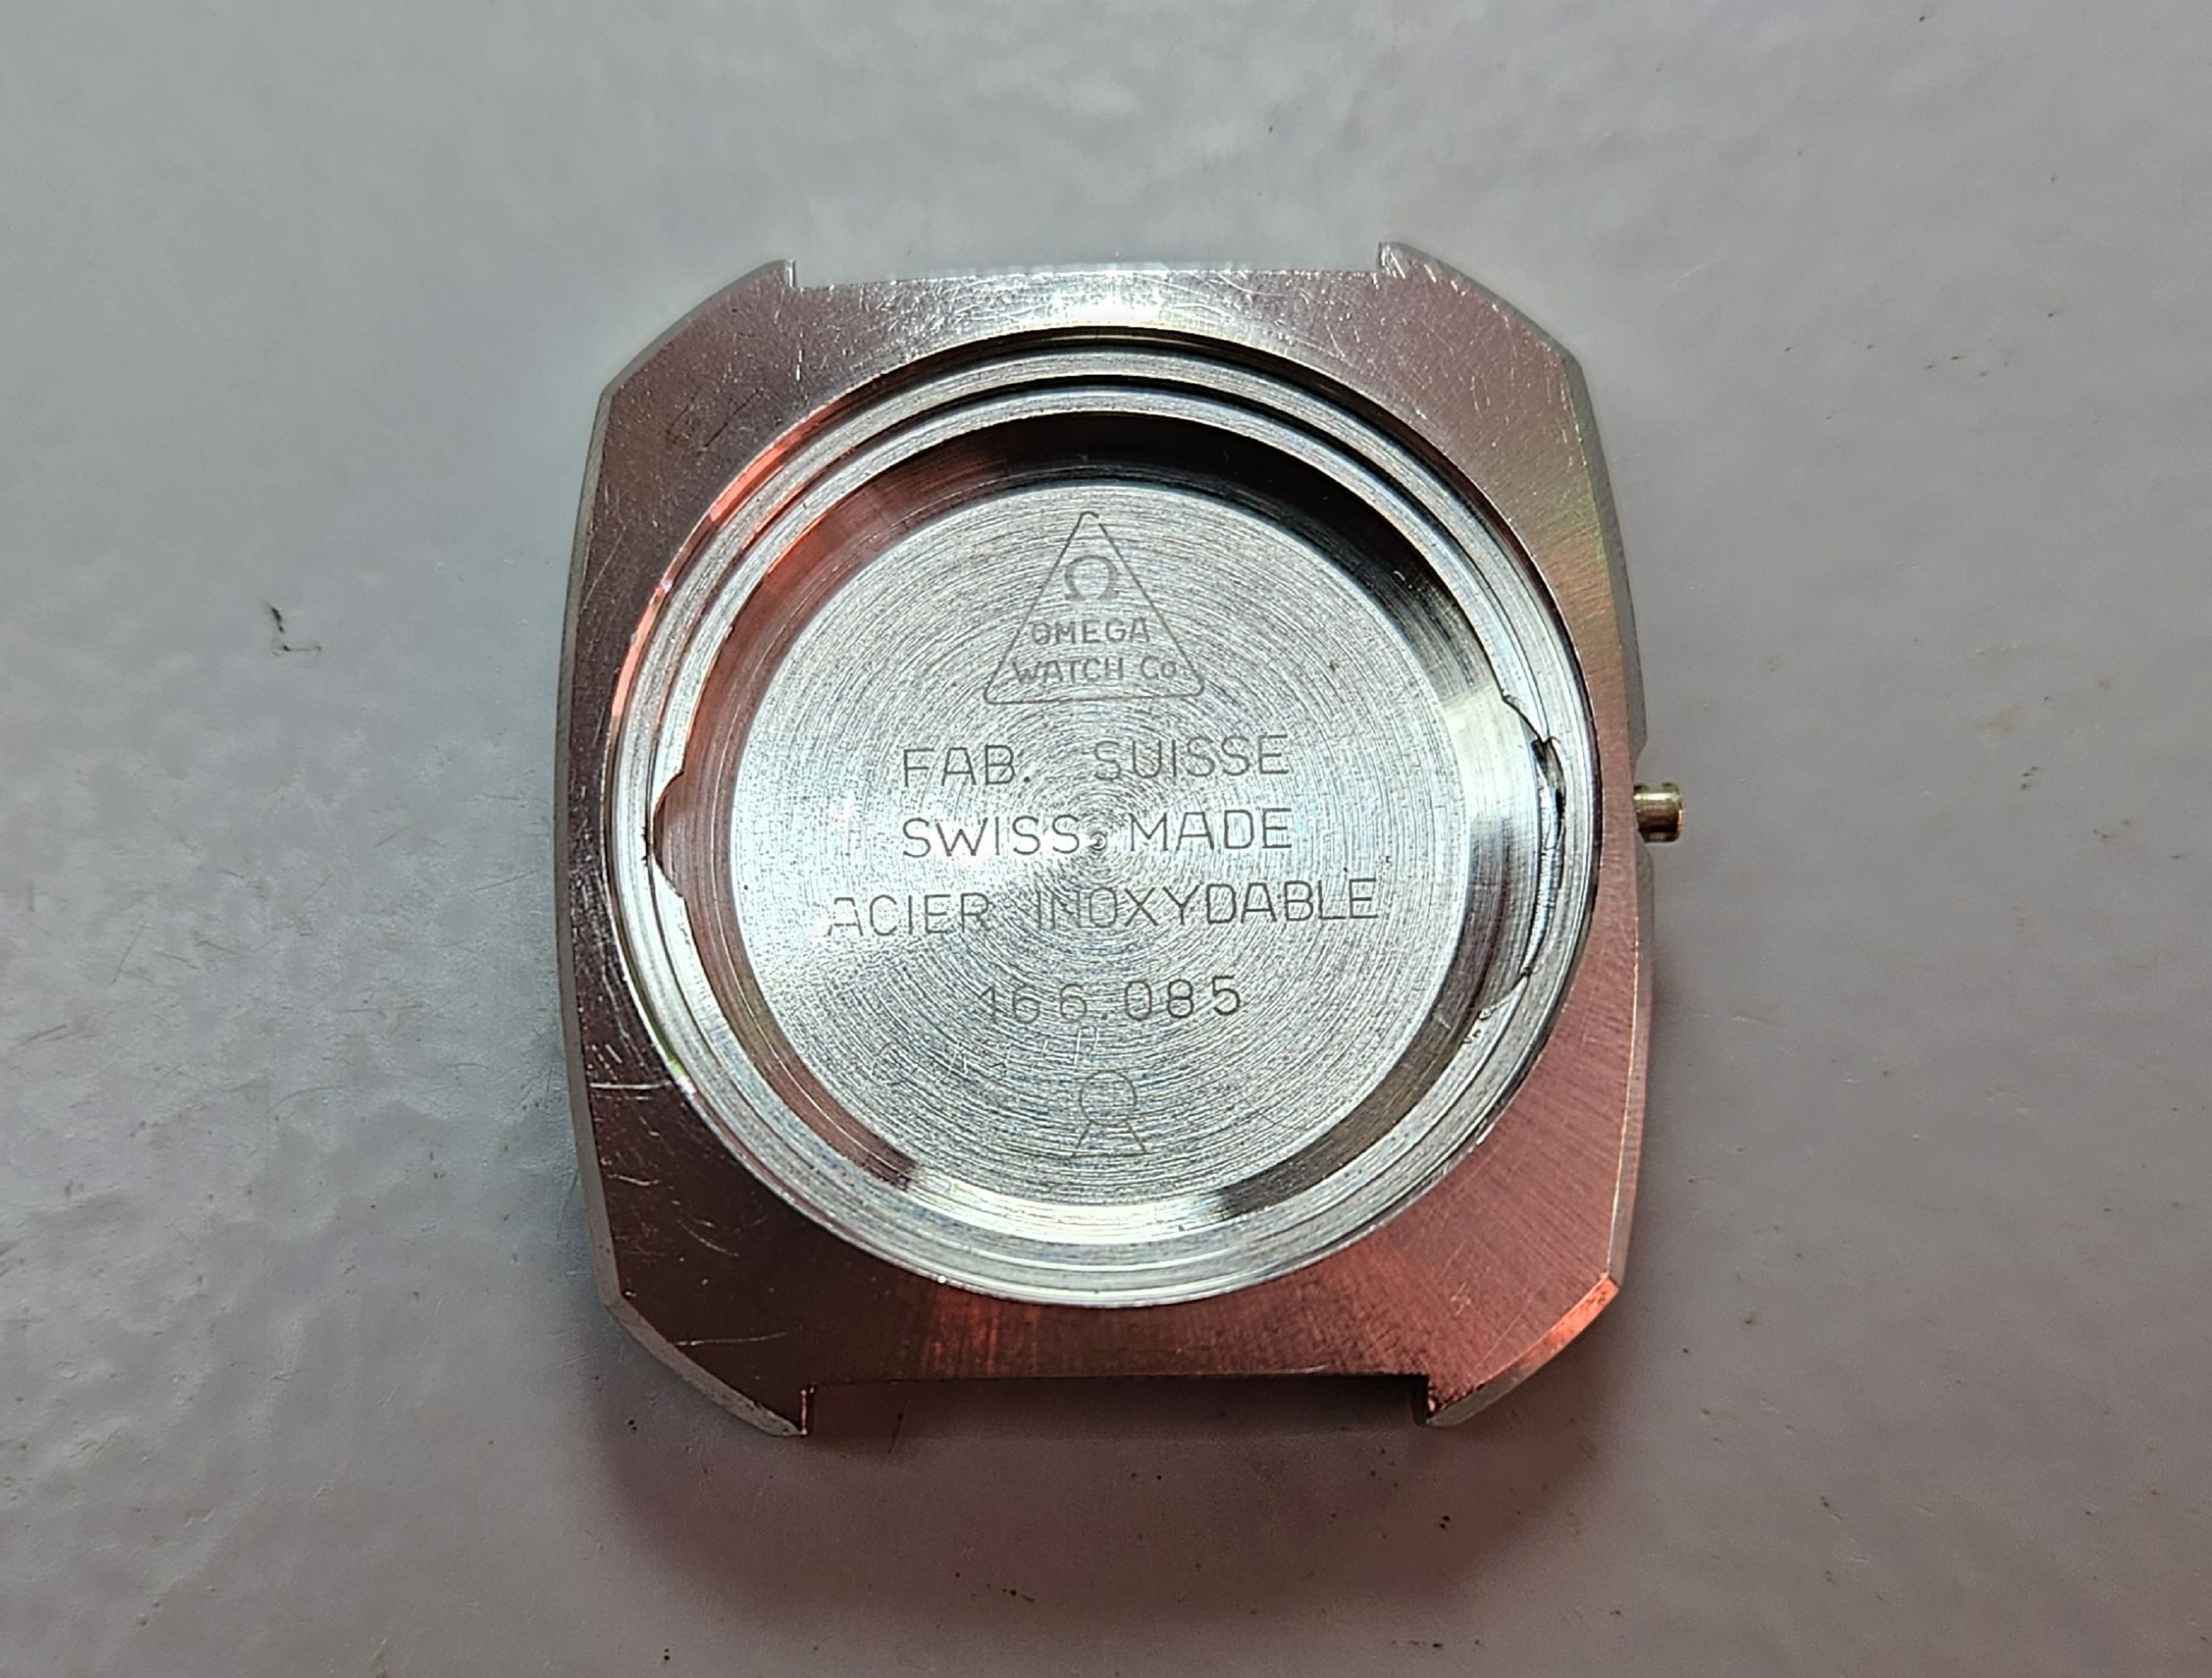 Ω
OMEGA
WATCH Co
FAB. SUISSE
SWISS MADE
ACIER INOXYDABLE
166.085